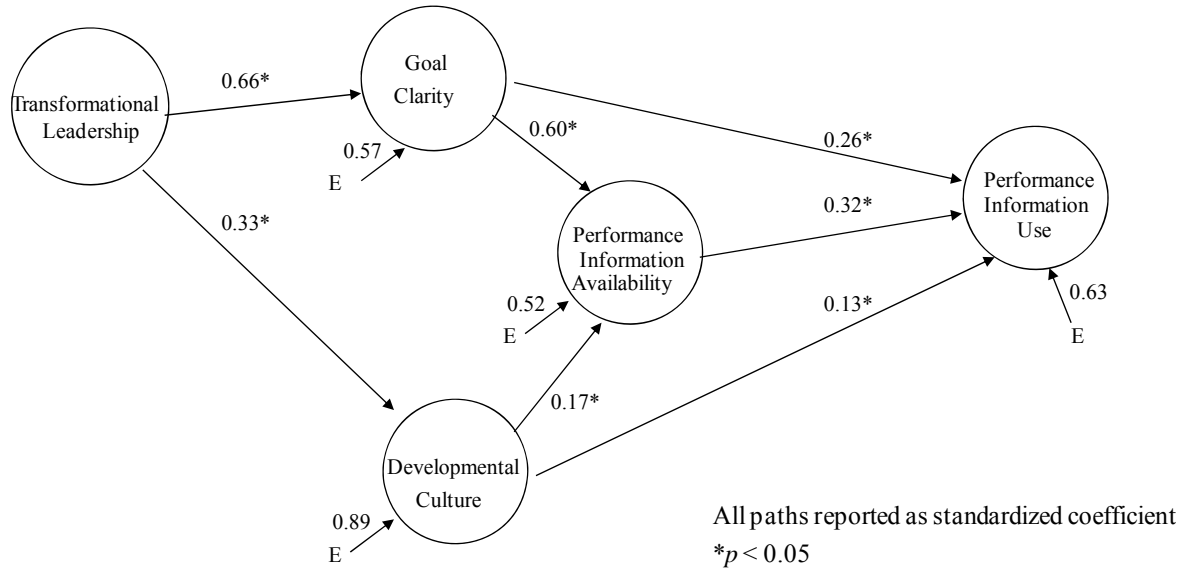 Transformational
Leadership
0.66*
Goal
Clarity
0.57
E
0.60*
0.26*
0.33*
Performance
Information
Availability
0.52
E
0.32*
Performance
Information
Use
0.63
E
0.13*
0.17*
Developmental
Culture
0.89
E
All paths reported as standardized coefficient
*p < 0.05